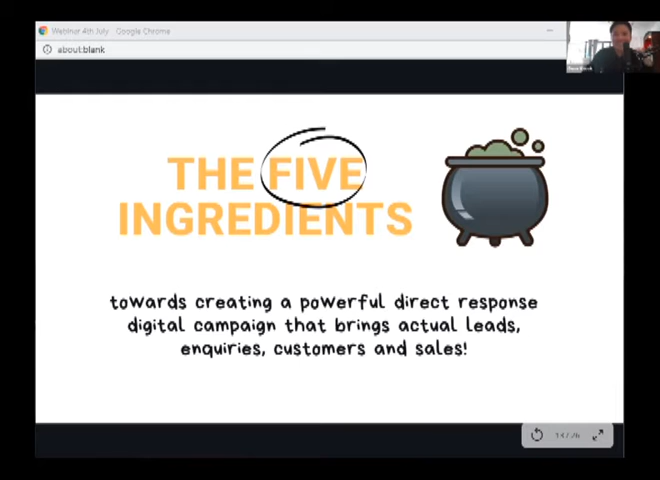 Webinar 4th July - Google Chrome
about:blank
THE FIVE
INGREDIENTS
towards creating a powerful direct response
digital campaign that brings actual leads,
enquiries, customers and sales!